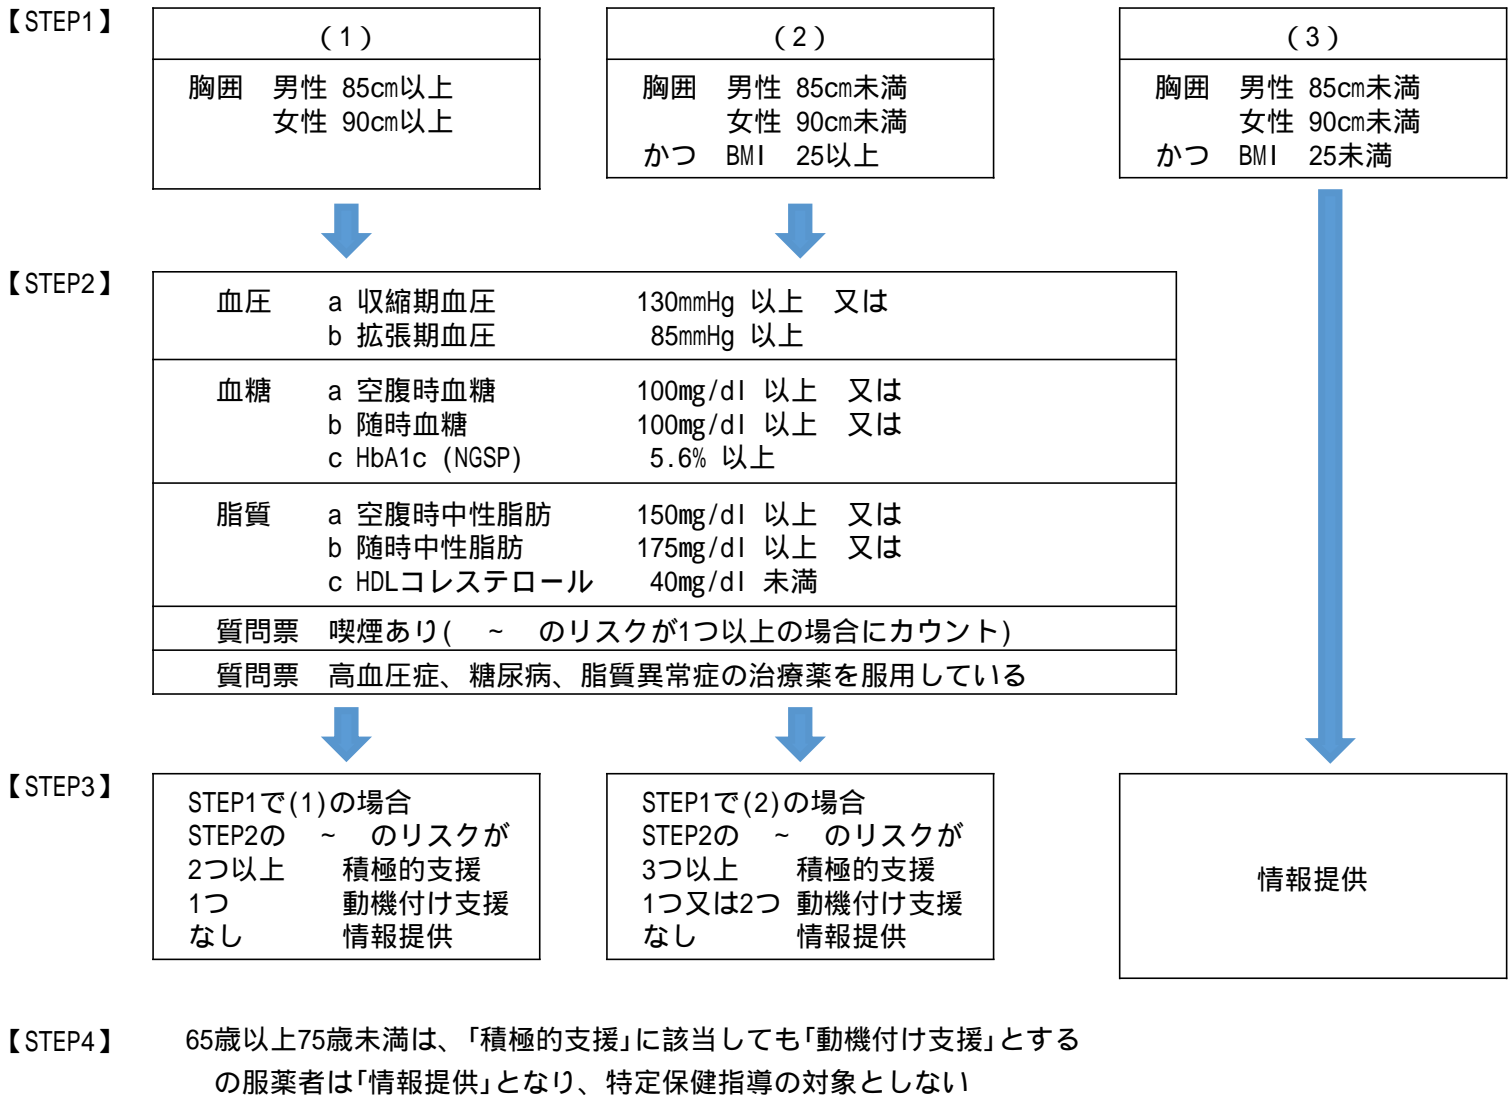 【STEP1】
(1)
胸囲 男性 85㎝以上
女性 90㎝以上
(2)
胸囲 男性 85㎝未満
女性 90㎝未満
かつ BMI 25以上
(3)
胸囲 男性 85㎝未満
女性 90㎝未満
かつ BMI 25未満
【STEP2】
血圧 a 収縮期血圧 130㎜Hg 以上 又は
b 拡張期血圧 85㎜Hg 以上
血糖 a 空腹時血糖 100㎎/dl 以上 又は
b 随時血糖 100㎎/dl 以上 又は
c HbA1c (NGSP) 5.6% 以上
脂質 a 空腹時中性脂肪 150㎎/dl 以上 又は
b 随時中性脂肪 175㎎/dl 以上 又は
c HDLコレステロール 40㎎/dl 未満
質問票 喫煙あり( ~ のリスクが1つ以上の場合にカウント)
質問票 高血圧症、糖尿病、脂質異常症の治療薬を服用している
【STEP3】
STEP1で(1)の場合
STEP2の ~ のリスクが
2つ以上 積極的支援
1つ 動機付け支援
なし 情報提供
STEP1で(2)の場合
STEP2の ~ のリスクが
3つ以上 積極的支援
1つ又は2つ 動機付け支援
なし 情報提供
情報提供
【STEP4】 65歳以上75歳未満は、「積極的支援」に該当しても「動機付け支援」とする
の服薬者は「情報提供」となり、特定保健指導の対象としない